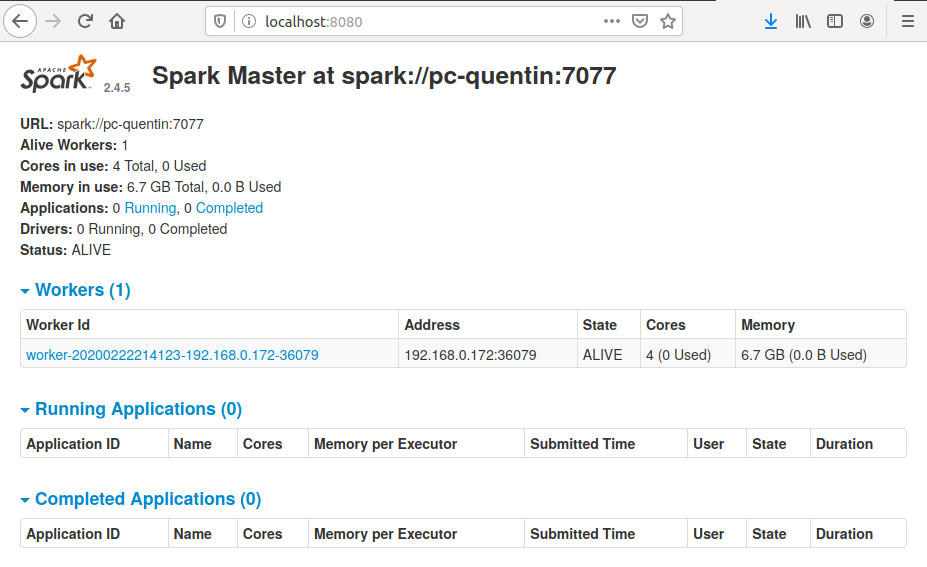 localhost:8080
APACHE
Spark 2.4.5
Spark Master at spark://pc-quentin:7077
URL: spark://pc-quentin:7077
Alive Workers: 1
Cores in use: 4 Total, 0 Used
Memory in use: 6.7 GB Total, 0.0 B Used
Applications: 0 Running, 0 Completed
Drivers: 0 Running, 0 Completed
Status: ALIVE
Workers (1)
Worker Id Address State Cores Memory
worker-20200222214123-192.168.0.172-36079 192.168.0.172:36079 ALIVE 4 (0 Used) 6.7 GB (0.0 B Used)
Running Applications (0)
Application ID Name Cores Memory per Executor Submitted Time User State Duration
Completed Applications (0)
Application ID Name Cores Memory per Executor Submitted Time User State Duration